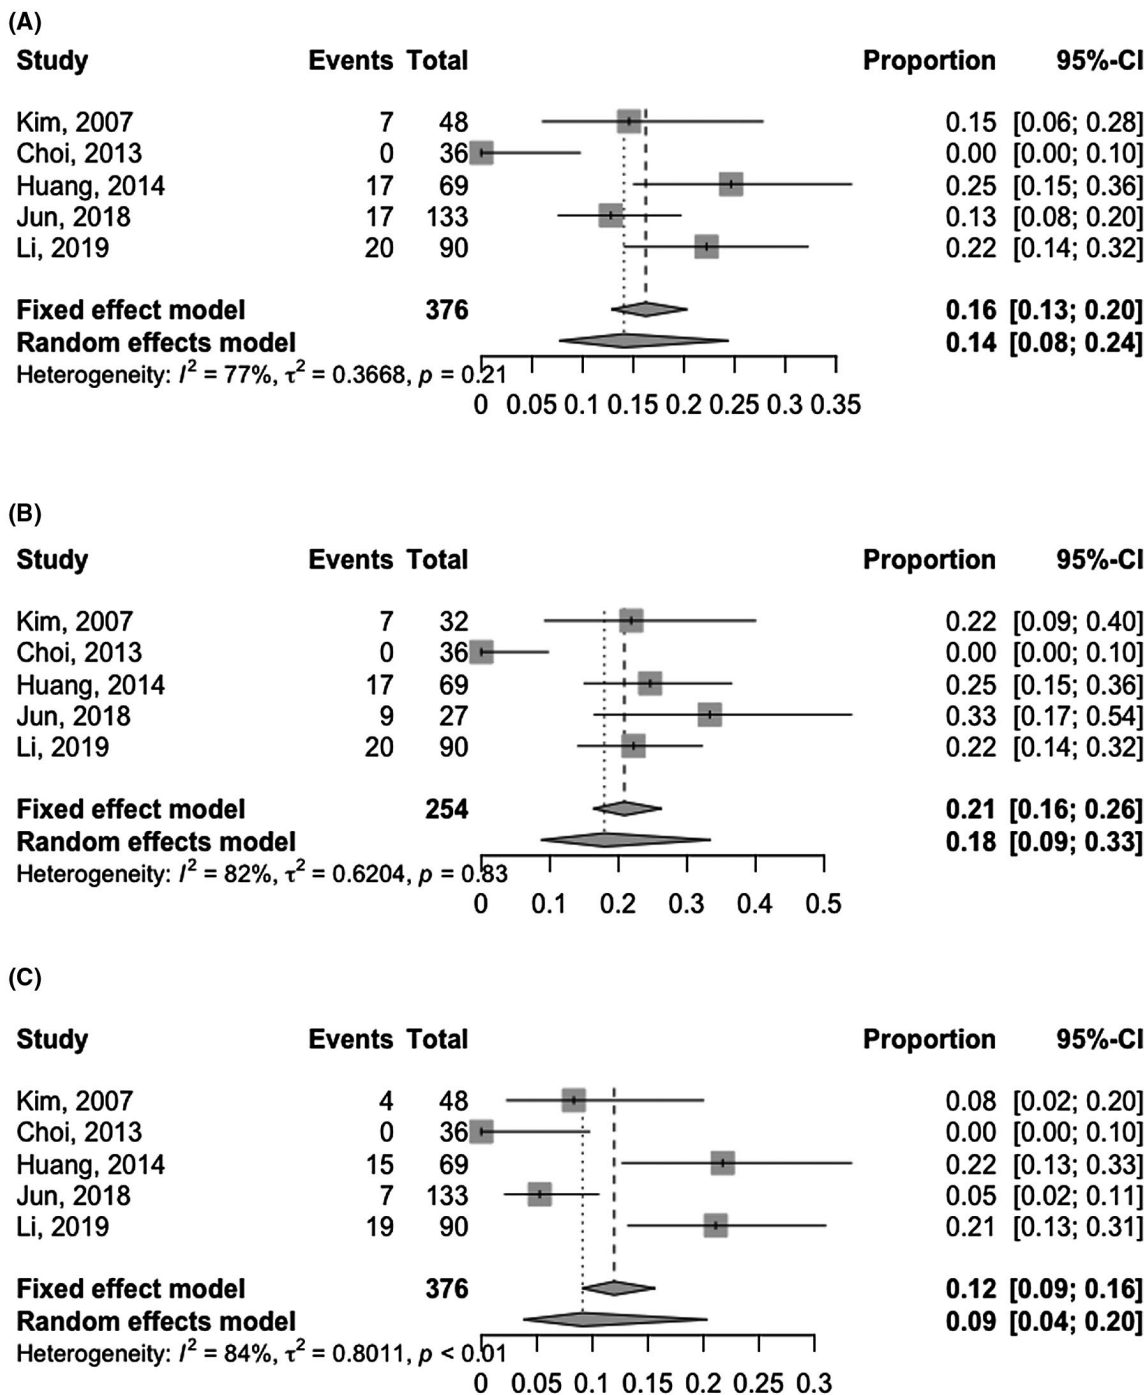 (A)
Study Events Total Proportion 95%-CI
Kim, 2007 7 48 0.15 [0.06; 0.28]
Choi, 2013 0 36 0.00 [0.00; 0.10]
Huang, 2014 17 69 0.25 [0.15; 0.36]
Jun, 2018 17 133 0.13 [0.08; 0.20]
Li, 2019 20 90 0.22 [0.14; 0.32]
Fixed effect model 376 0.16 [0.13; 0.20]
Random effects model 0.14 [0.08; 0.24]
Heterogeneity: I² = 77%, τ² = 0.3668, p = 0.21
0 0.05 0.1 0.15 0.2 0.25 0.3 0.35
(B)
Study Events Total Proportion 95%-CI
Kim, 2007 7 32 0.22 [0.09; 0.40]
Choi, 2013 0 36 0.00 [0.00; 0.10]
Huang, 2014 17 69 0.25 [0.15; 0.36]
Jun, 2018 9 27 0.33 [0.17; 0.54]
Li, 2019 20 90 0.22 [0.14; 0.32]
Fixed effect model 254 0.21 [0.16; 0.26]
Random effects model 0.18 [0.09; 0.33]
Heterogeneity: I² = 82%, τ² = 0.6204, p = 0.83
0 0.1 0.2 0.3 0.4 0.5
(C)
Study Events Total Proportion 95%-CI
Kim, 2007 4 48 0.08 [0.02; 0.20]
Choi, 2013 0 36 0.00 [0.00; 0.10]
Huang, 2014 15 69 0.22 [0.13; 0.33]
Jun, 2018 7 133 0.05 [0.02; 0.11]
Li, 2019 19 90 0.21 [0.13; 0.31]
Fixed effect model 376 0.12 [0.09; 0.16]
Random effects model 0.09 [0.04; 0.20]
Heterogeneity: I² = 84%, τ² = 0.8011, p < 0.01
0 0.05 0.1 0.15 0.2 0.25 0.3